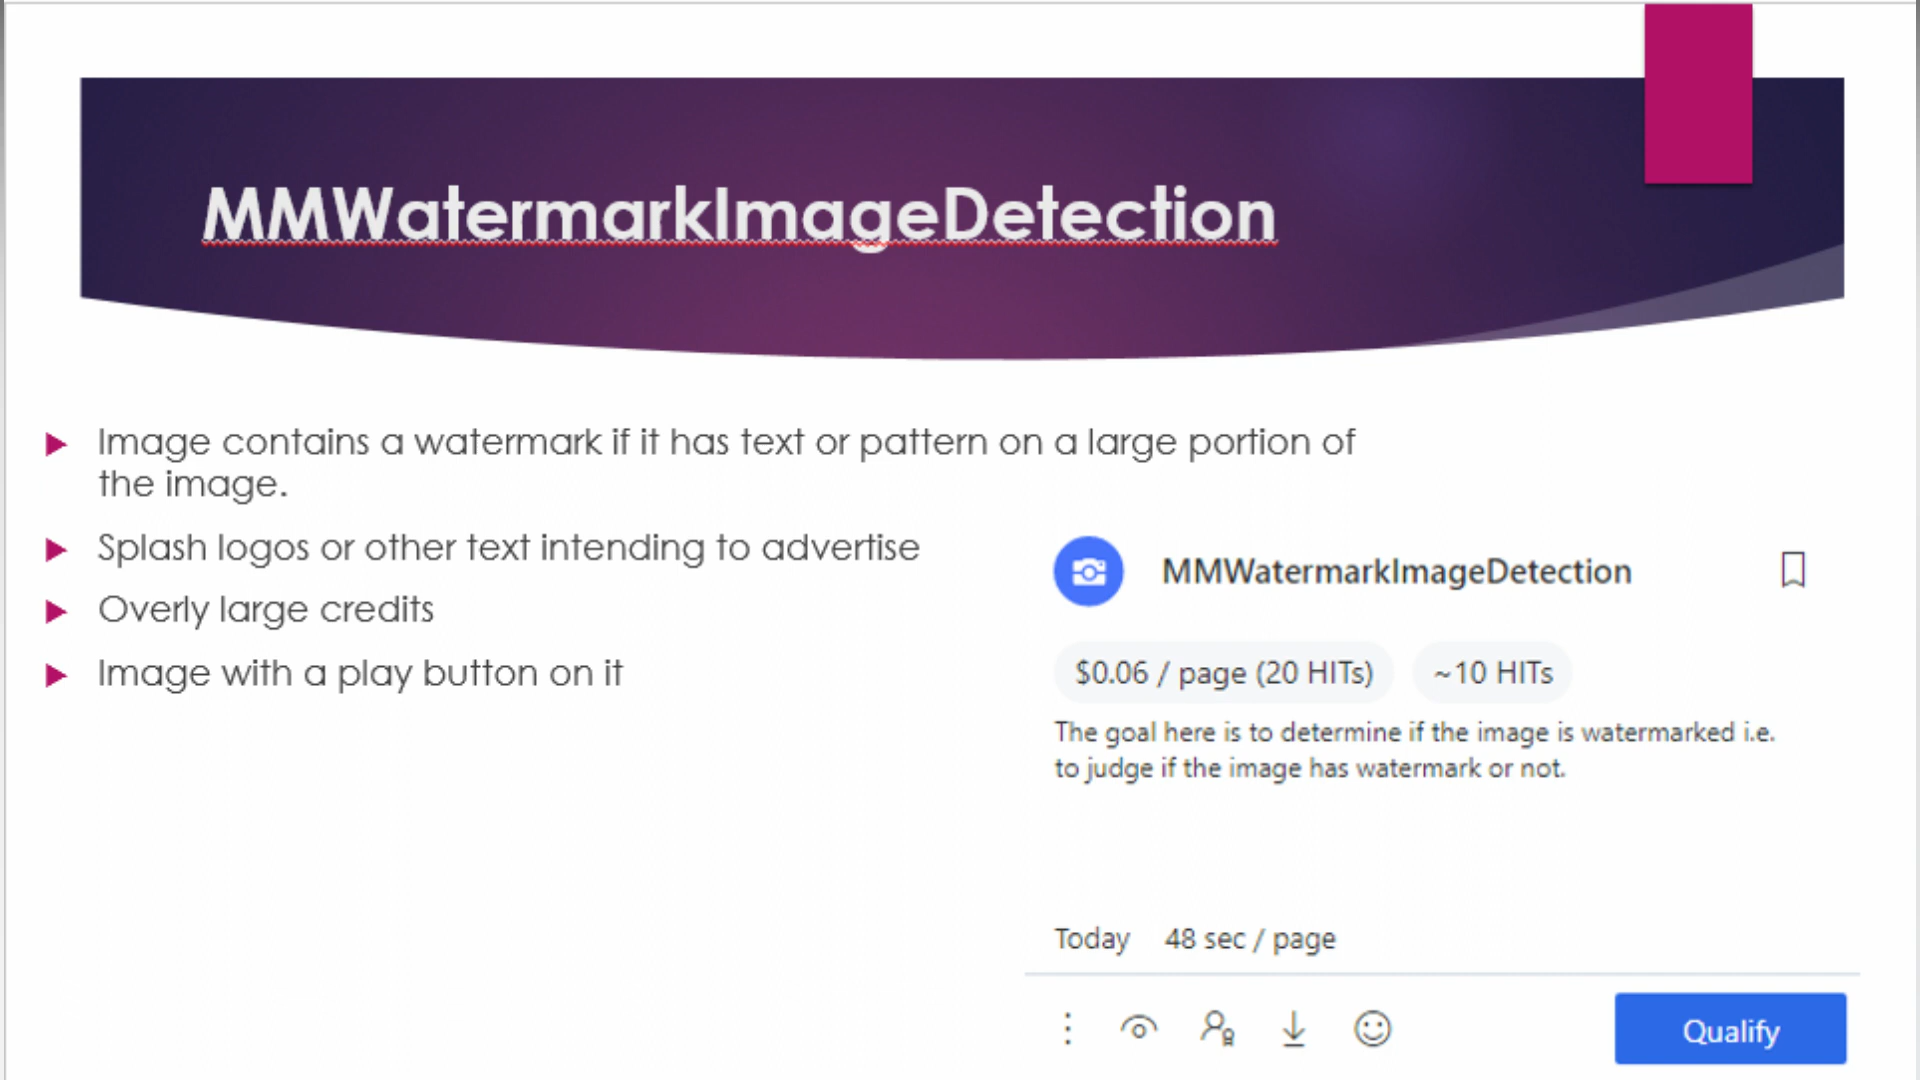 MMWatermarkImageDetection
Image contains a watermark if it has text or pattern on a large portion of
the image.
Splash logos or other text intending to advertise
Overly large credits
Image with a play button on it
MMWatermarkImageDetection
$0.06 / page (20 HITs) ~10 HITs
The goal here is to determine if the image is watermarked i.e.
to judge if the image has watermark or not.
Today 48 sec / page
Qualify